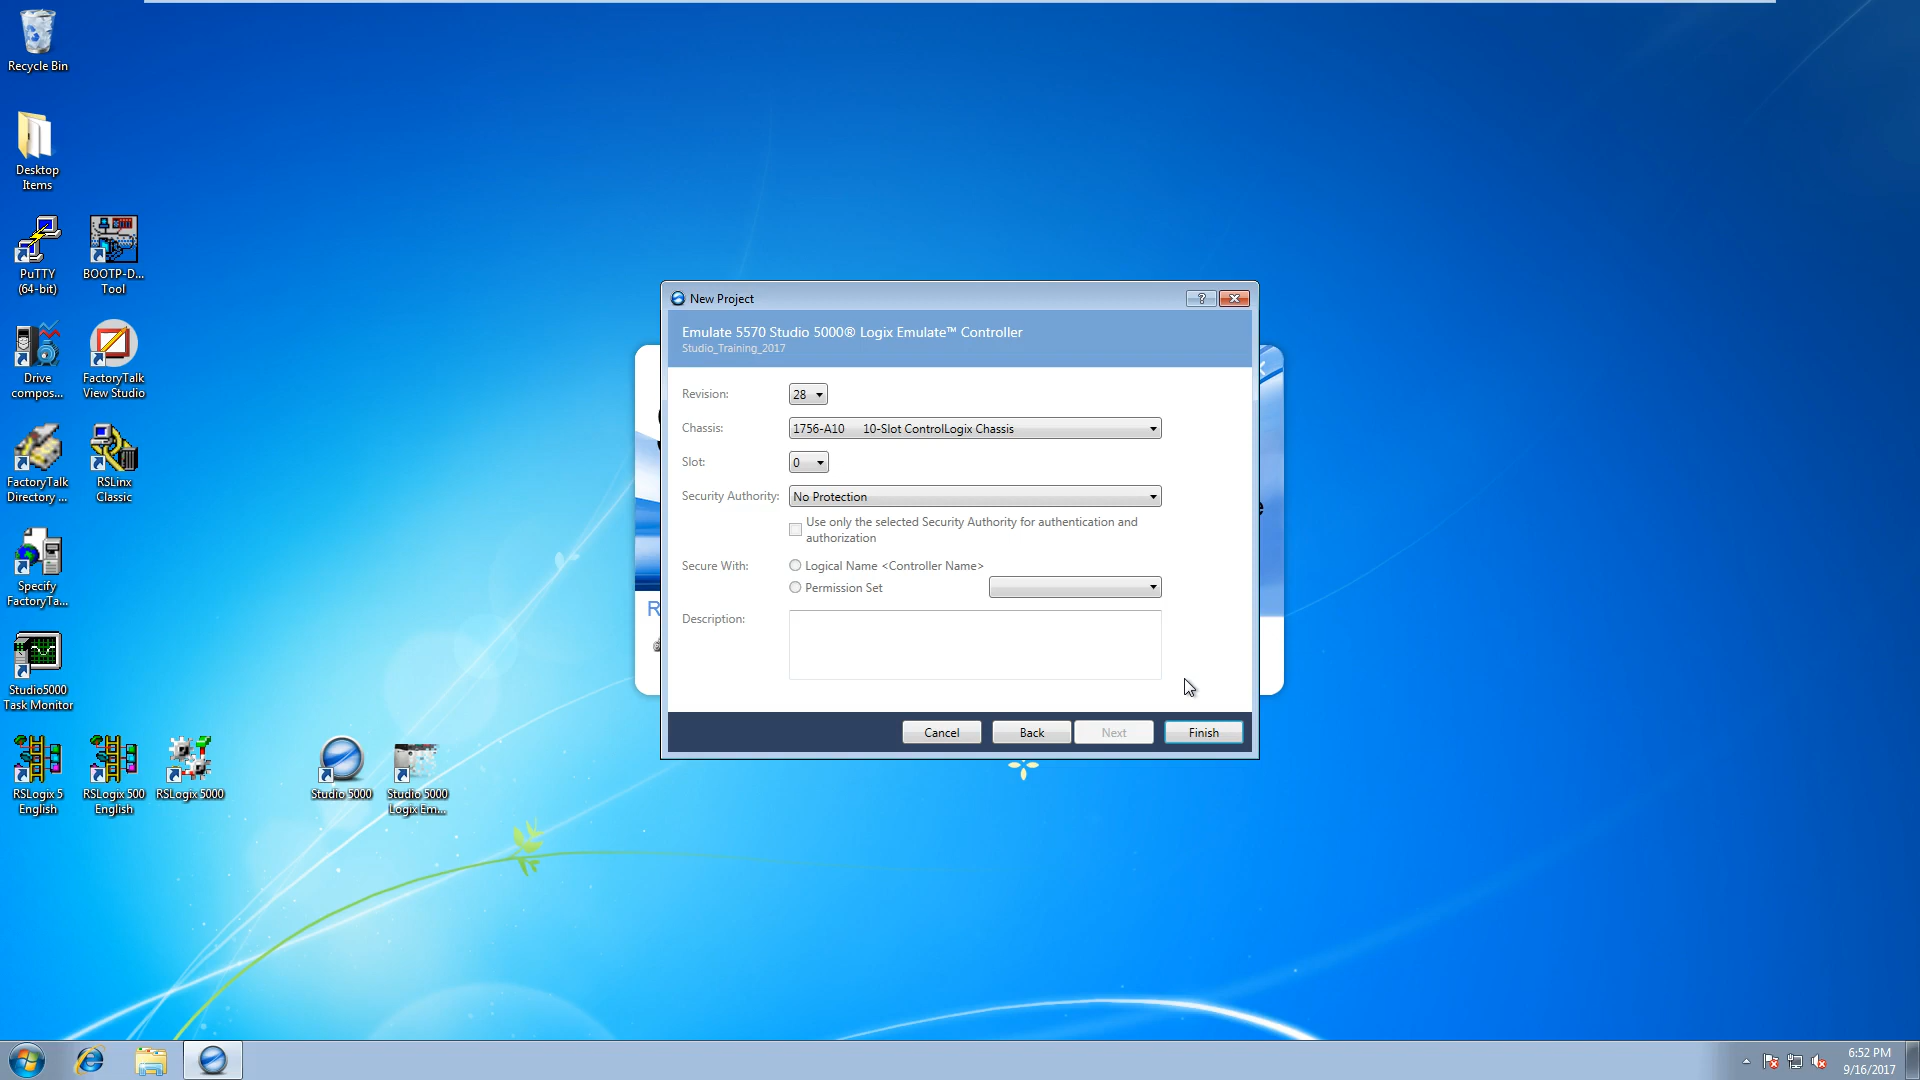 Recycle Bin
Desktop
Items
PuTTY
(64-bit)
BOOTP-D...
Tool
Drive
compos...
FactoryTalk
View Studio
FactoryTalk
Directory ...
RSLinx
Classic
Specify
FactoryTa...
Studio5000
Task Monitor
RSLogix 5
English
RSLogix 500
English
RSLogix 5000
Studio 5000
Studio 5000
Logix Em...
New Project
?
Emulate 5570 Studio 5000® Logix Emulate™ Controller
Studio_Training_2017
Revision:
28
Chassis:
1756-A10 10-Slot ControlLogix Chassis
Slot:
0
Security Authority:
No Protection
Use only the selected Security Authority for authentication and
authorization
Secure With:
Logical Name <Controller Name>
Permission Set
Description:
R
e
Cancel
Back
Next
Finish
6:52 PM
9/16/2017